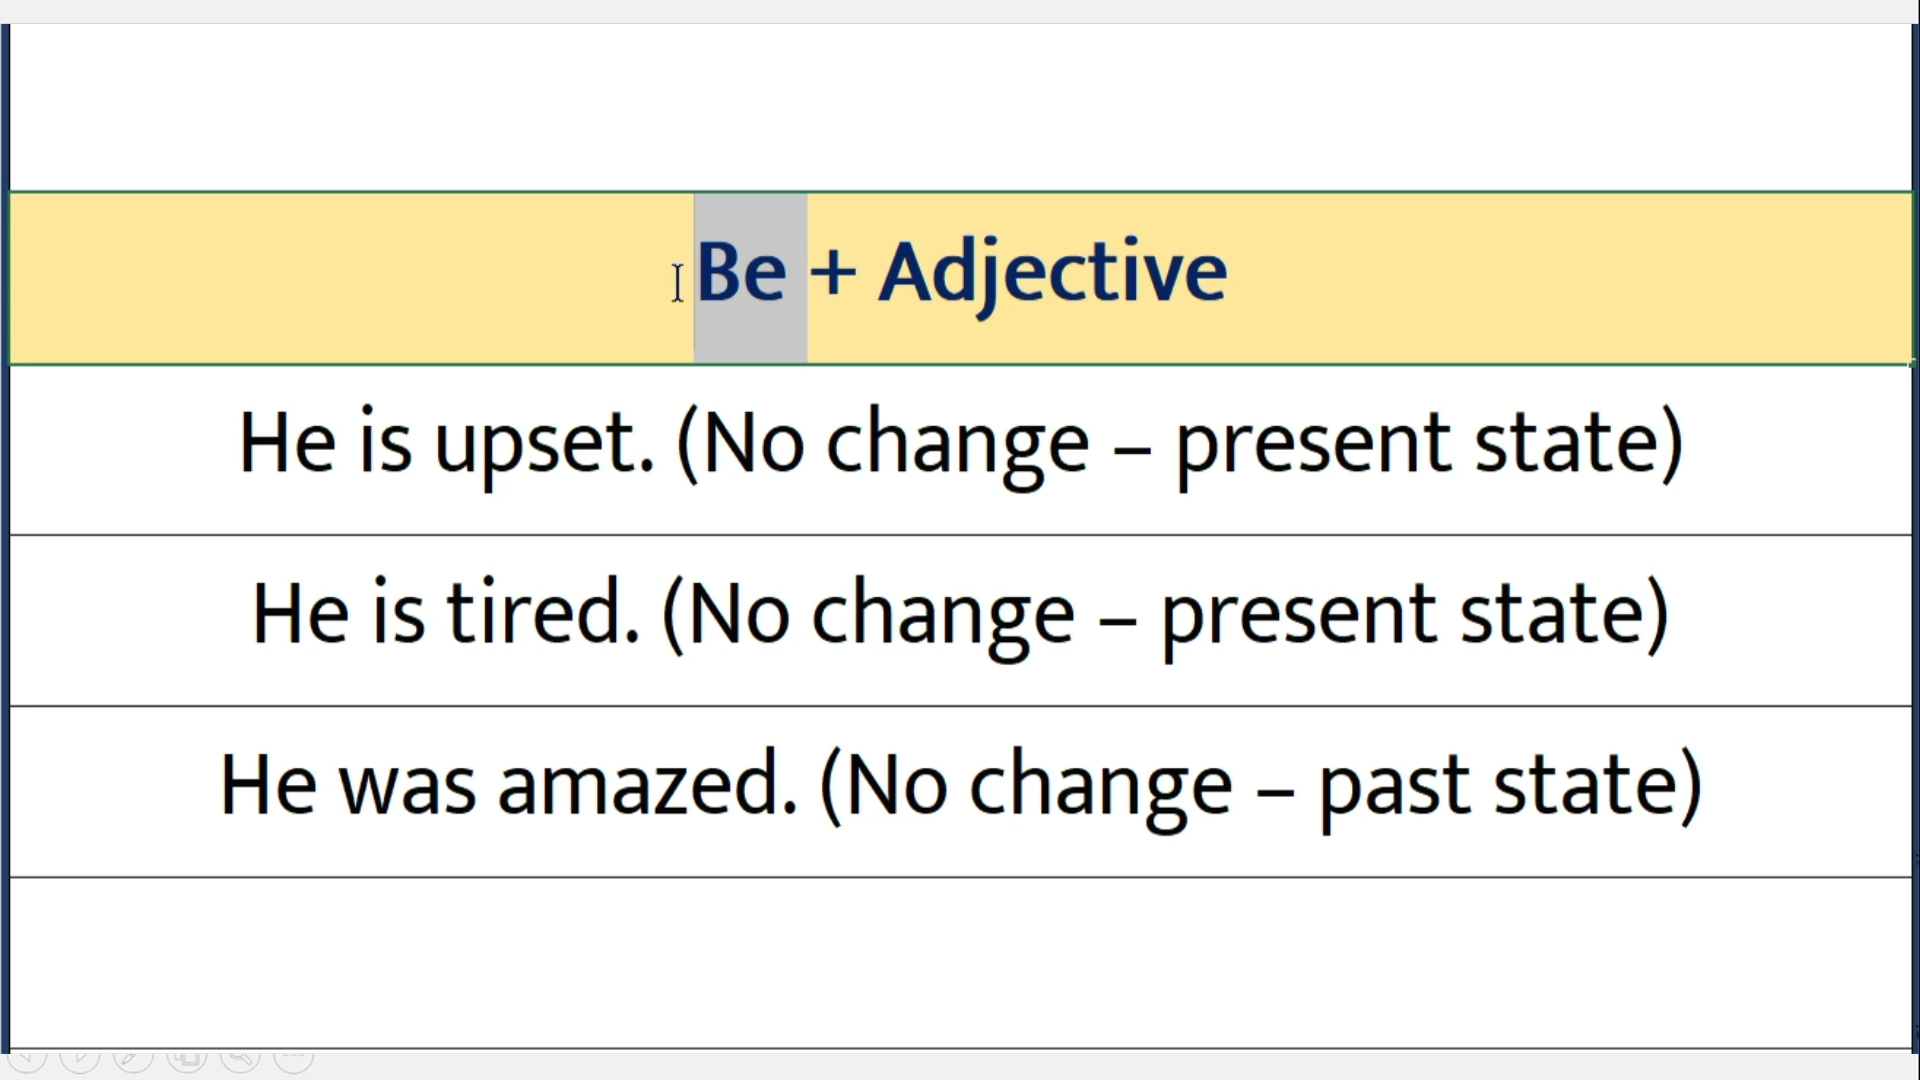 Be + Adjective
He is upset. (No change – present state)
He is tired. (No change – present state)
He was amazed. (No change – past state)